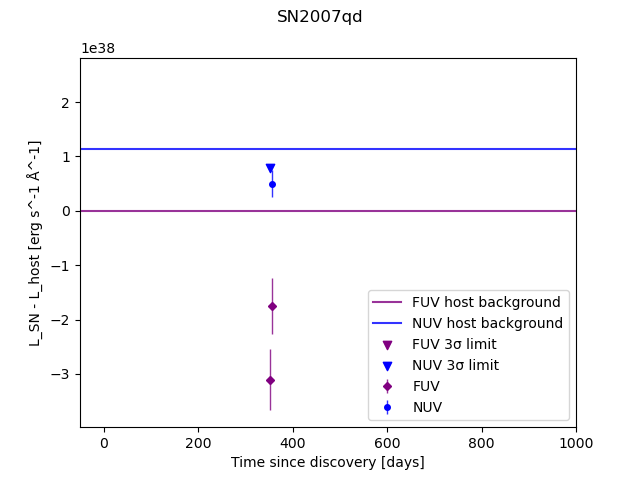 SN2007qd
1e38
L_SN - L_host [erg s^-1 Å^-1]
2
1
0
−1
−2
−3
FUV host background
NUV host background
FUV 3σ limit
NUV 3σ limit
FUV
NUV
0 200 400 600 800 1000
Time since discovery [days]